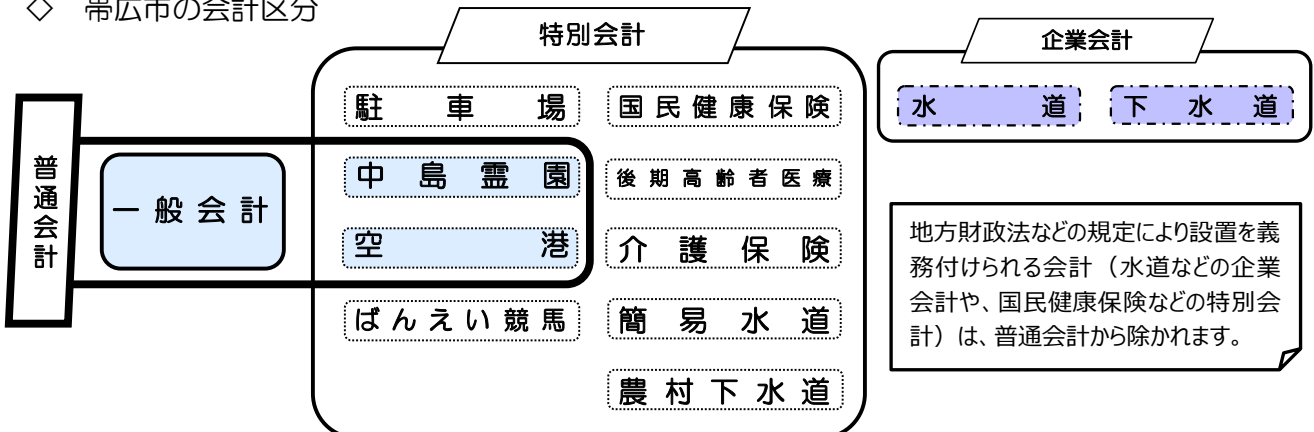 ◇ 帯広市の会計区分
特別会計
企業会計
普通会計
一般会計
駐車場
中島霊園
空港
ばんえい競馬
国民健康保険
後期高齢者医療
介護保険
簡易水道
農村下水道
水道
下水道
地方財政法などの規定により設置を義
務付けられる会計（水道などの企業
会計や、国民健康保険などの特別会
計）は、普通会計から除かれます。